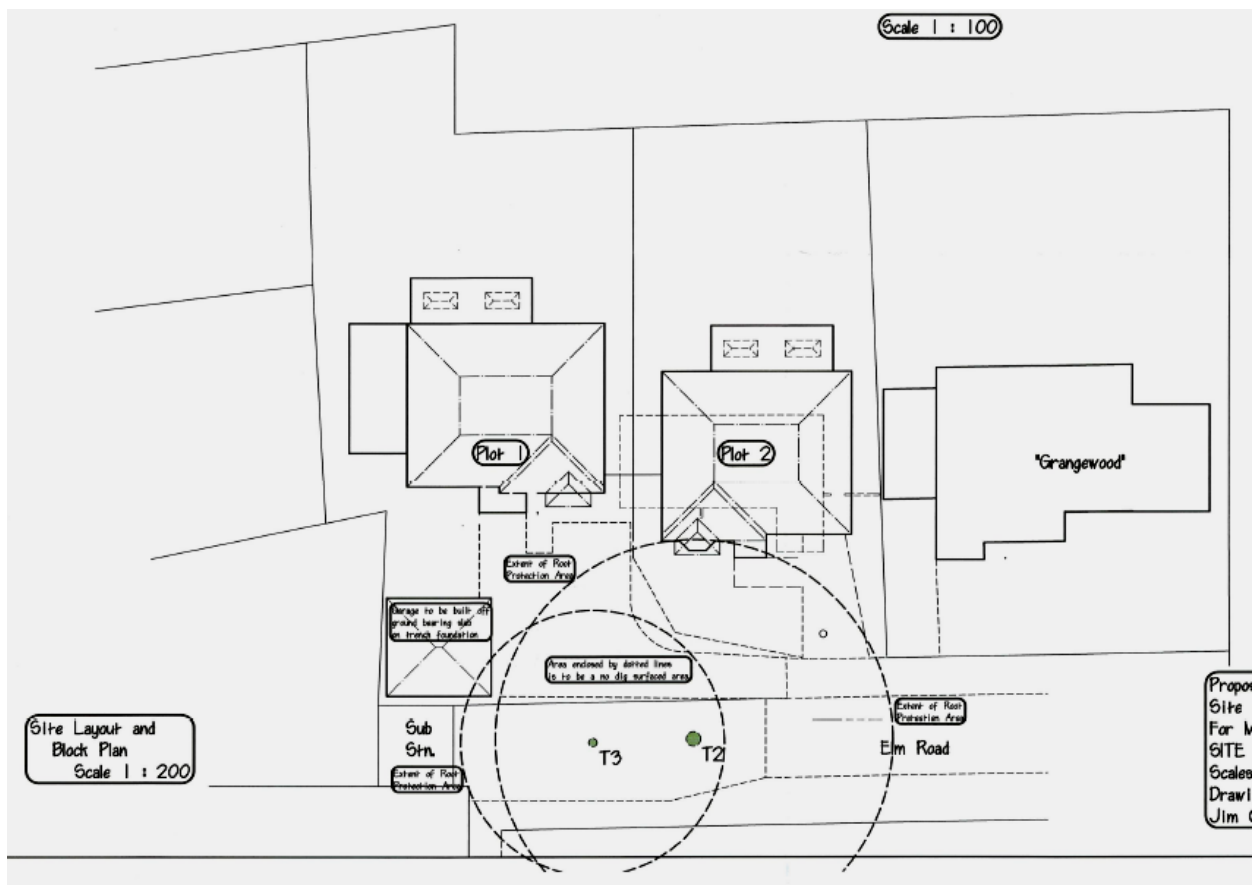 Scale 1 : 100
Plot 1
Plot 2
"Grangewood"
Extent of Root
Protection Area
Garage to be built off
ground bearing slab
on trench foundation
Area enclosed by dotted lines
is to be a no dig surfaced area
Extent of Root
Protection Area
Site Layout and
Block Plan
Scale 1 : 200
Sub
Stn.
Extent of Root
Protection Area
T3
T2
Elm Road
Propo
Site
For M
SITE
Scales
Drawi
Jim